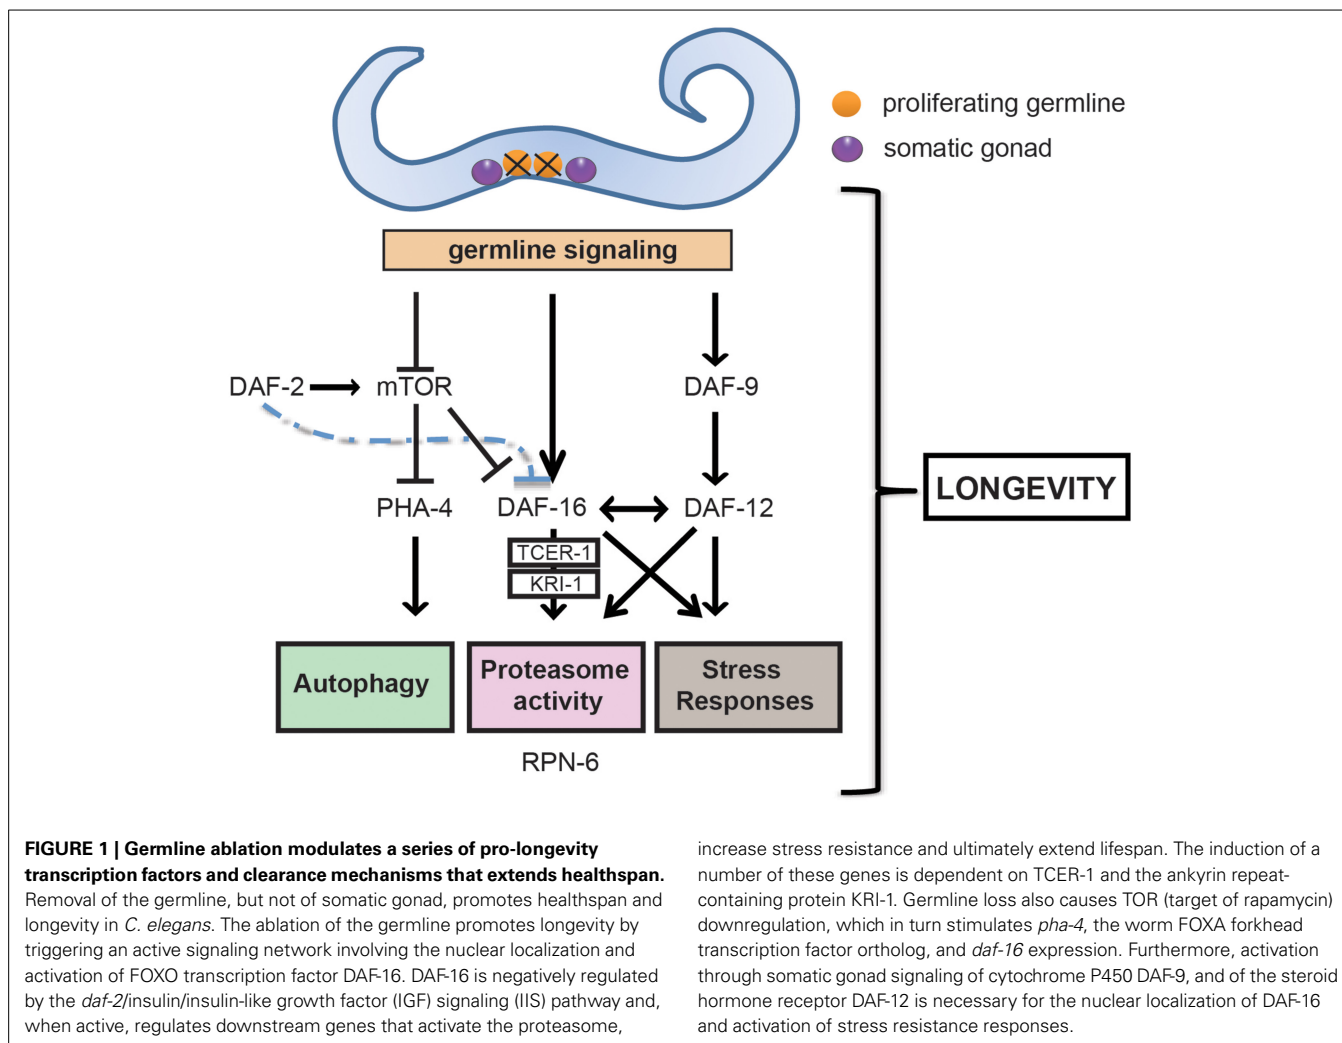 proliferating germline
somatic gonad
germline signaling
DAF-2
mTOR
DAF-9
PHA-4
DAF-16
DAF-12
TCER-1
KRI-1
LONGEVITY
Autophagy
Proteasome
activity
Stress
Responses
RPN-6
FIGURE 1 | Germline ablation modulates a series of pro-longevity
transcription factors and clearance mechanisms that extends healthspan.
Removal of the germline, but not of somatic gonad, promotes healthspan and
longevity in C. elegans. The ablation of the germline promotes longevity by
triggering an active signaling network involving the nuclear localization and
activation of FOXO transcription factor DAF-16. DAF-16 is negatively regulated
by the daf-2/insulin/insulin-like growth factor (IGF) signaling (IIS) pathway and,
when active, regulates downstream genes that activate the proteasome,
increase stress resistance and ultimately extend lifespan. The induction of a
number of these genes is dependent on TCER-1 and the ankyrin repeat-
containing protein KRI-1. Germline loss also causes TOR (target of rapamycin)
downregulation, which in turn stimulates pha-4, the worm FOXA forkhead
transcription factor ortholog, and daf-16 expression. Furthermore, activation
through somatic gonad signaling of cytochrome P450 DAF-9, and of the steroid
hormone receptor DAF-12 is necessary for the nuclear localization of DAF-16
and activation of stress resistance responses.